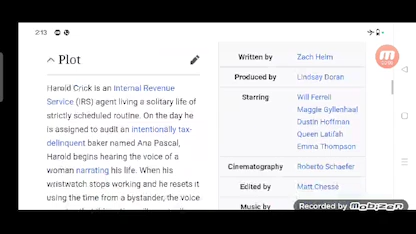 2:13
Plot
Harold Crick is an Internal Revenue
Service (IRS) agent living a solitary life of
strictly scheduled routine. On the day he
is assigned to audit an intentionally tax-
delinquent baker named Ana Pascal,
Harold begins hearing the voice of a
woman narrating his life. When his
wristwatch stops working and he resets it
using the time from a bystander, the voice
Written by Zach Helm
Produced by Lindsay Doran
Starring Will Ferrell
Maggie Gyllenhaal
Dustin Hoffman
Queen Latifah
Emma Thompson
Cinematography Roberto Schaefer
Edited by Matt Chessé
Music by
Recorded by Mobizen